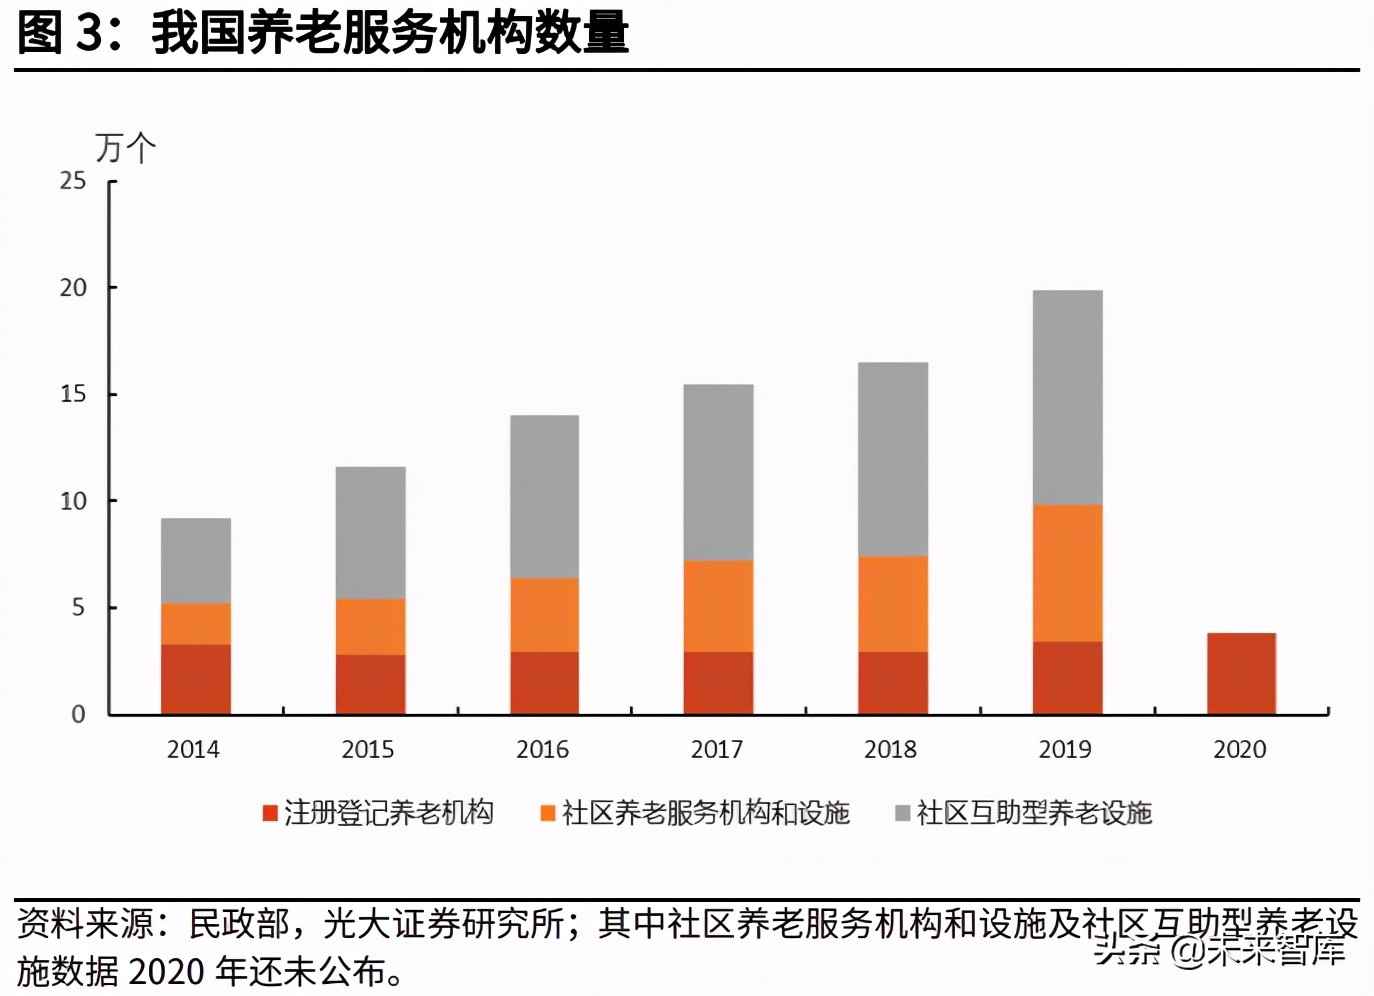 图 3：我国养老服务机构数量
万个
25
20
15
10
5
0
2014 2015 2016 2017 2018 2019 2020
注册登记养老机构 社区养老服务机构和设施 社区互助型养老设施
资料来源：民政部，光大证券研究所；其中社区养老服务机构和设施及社区互助型养老设
施数据 2020 年还未公布。
头条 @未来智库